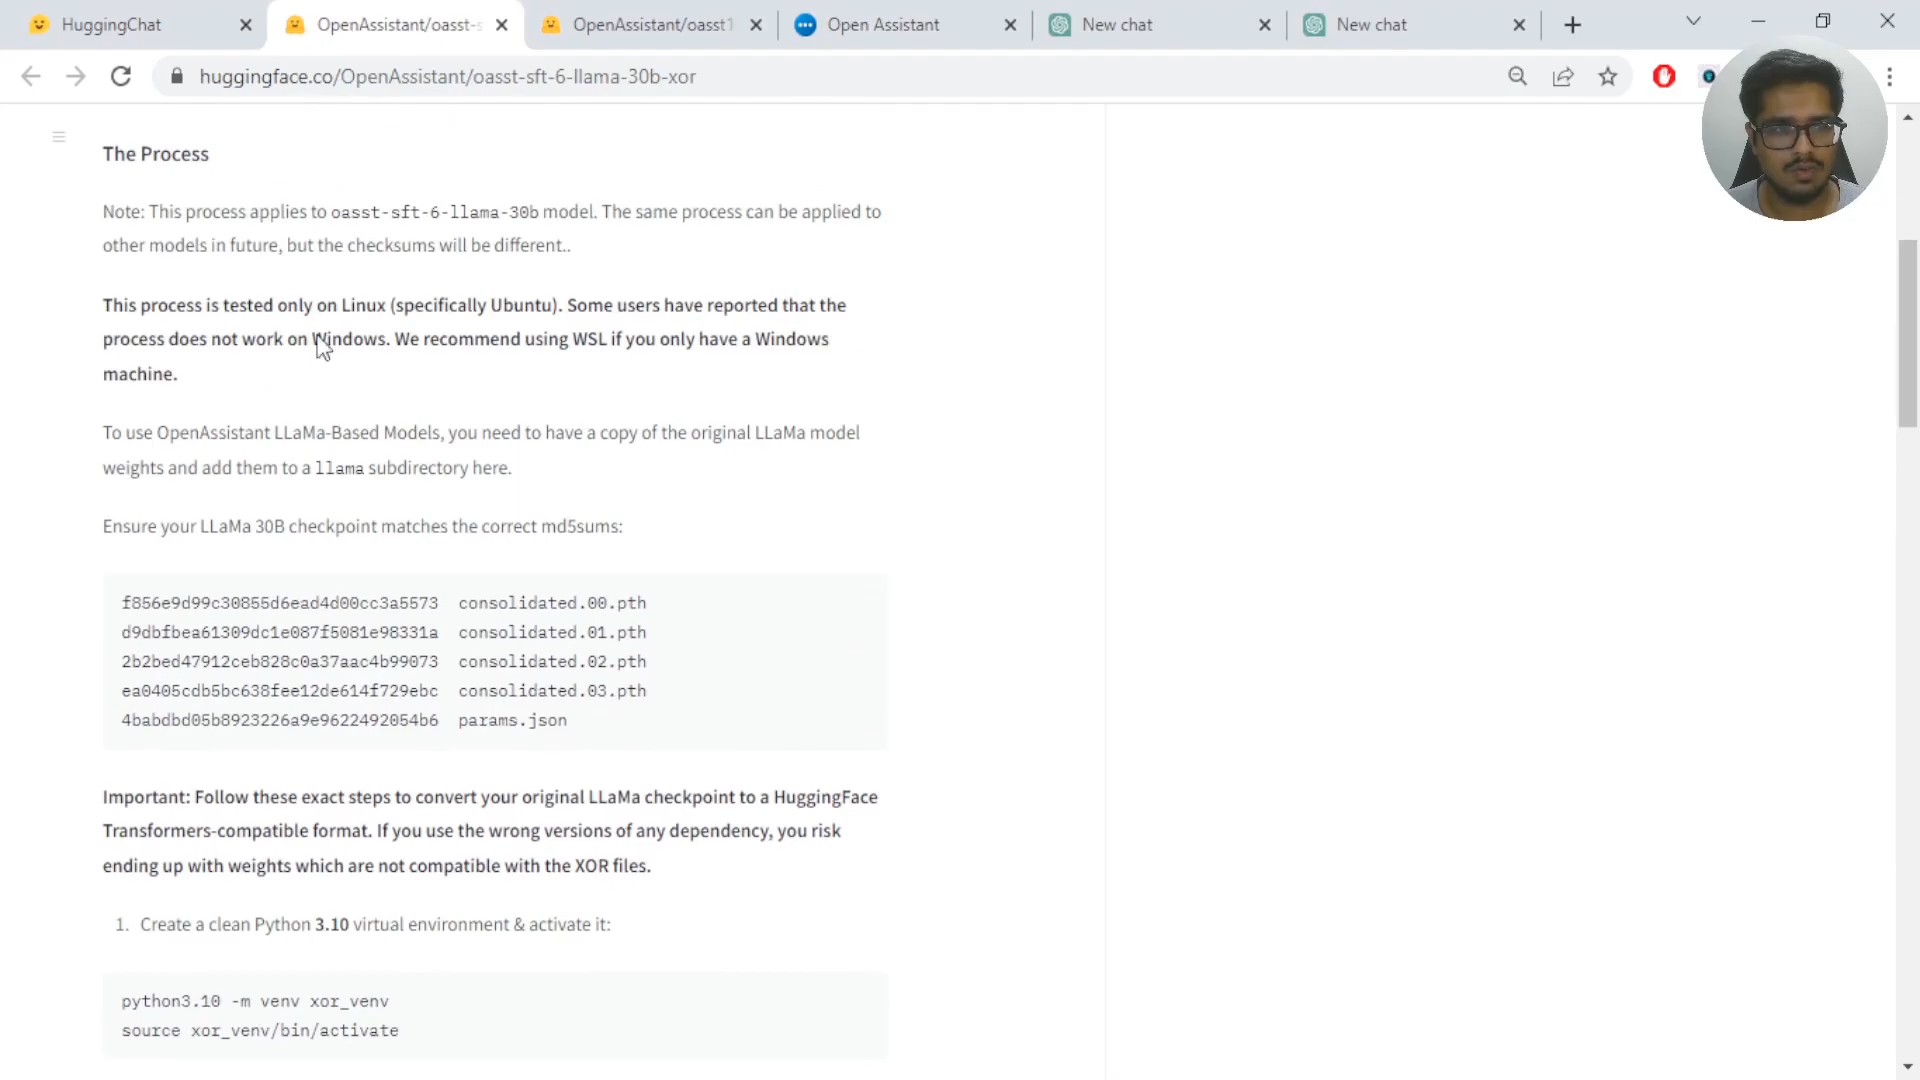 HuggingChat
OpenAssistant/oasst-s
OpenAssistant/oasst1
Open Assistant
New chat
New chat
huggingface.co/OpenAssistant/oasst-sft-6-llama-30b-xor
The Process
Note: This process applies to oasst-sft-6-llama-30b model. The same process can be applied to
other models in future, but the checksums will be different..
This process is tested only on Linux (specifically Ubuntu). Some users have reported that the
process does not work on Windows. We recommend using WSL if you only have a Windows
machine.
To use OpenAssistant LLaMa-Based Models, you need to have a copy of the original LLaMa model
weights and add them to a llama subdirectory here.
Ensure your LLaMa 30B checkpoint matches the correct md5sums:
f856e9d99c30855d6ead4d00cc3a5573  consolidated.00.pth
d9dbfbea61309dc1e087f5081e98331a  consolidated.01.pth
2b2bed47912ceb828c0a37aac4b99073  consolidated.02.pth
ea0405cdb5bc638fee12de614f729ebc  consolidated.03.pth
4babdbd05b8923226a9e9622492054b6  params.json
Important: Follow these exact steps to convert your original LLaMa checkpoint to a HuggingFace
Transformers-compatible format. If you use the wrong versions of any dependency, you risk
ending up with weights which are not compatible with the XOR files.
1. Create a clean Python 3.10 virtual environment & activate it:
python3.10 -m venv xor_venv
source xor_venv/bin/activate